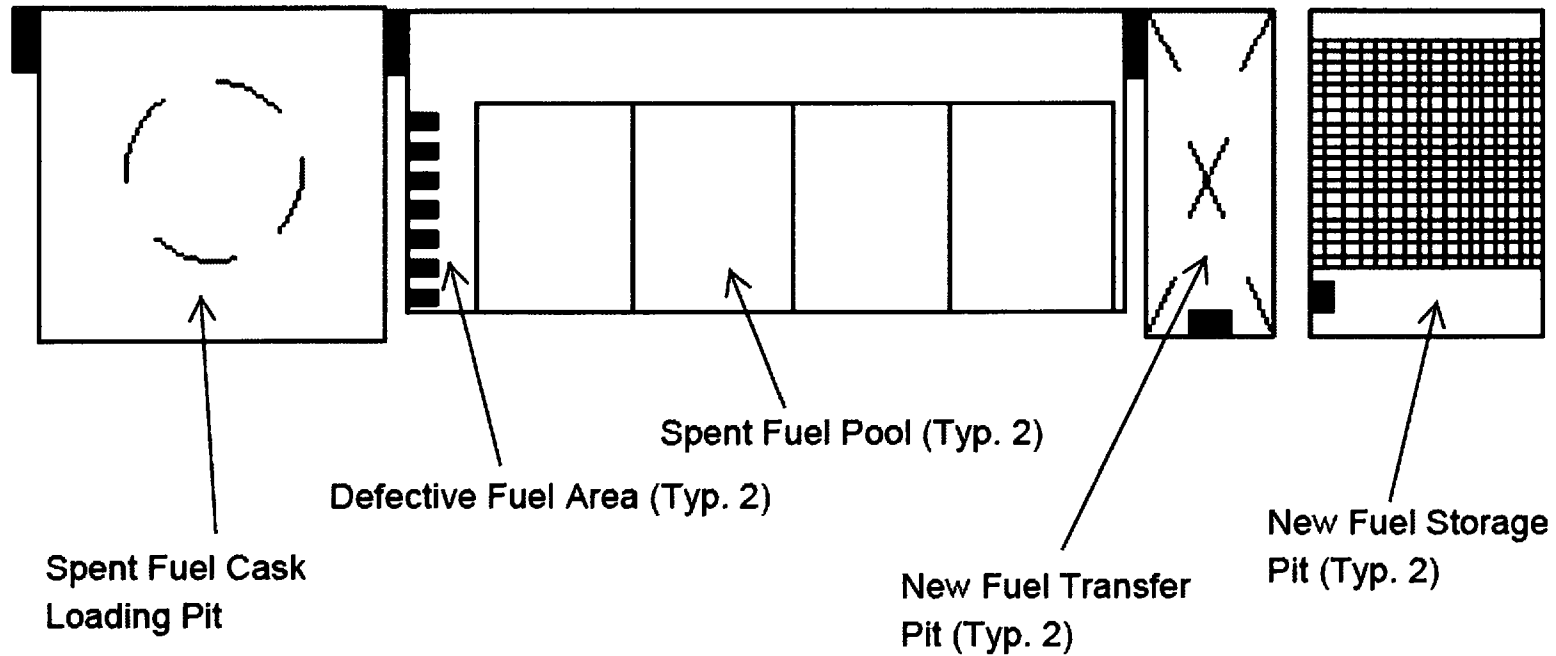 Spent Fuel Pool (Typ. 2)
Defective Fuel Area (Typ. 2)
New Fuel Storage
Pit (Typ. 2)
Spent Fuel Cask
Loading Pit
New Fuel Transfer
Pit (Typ. 2)